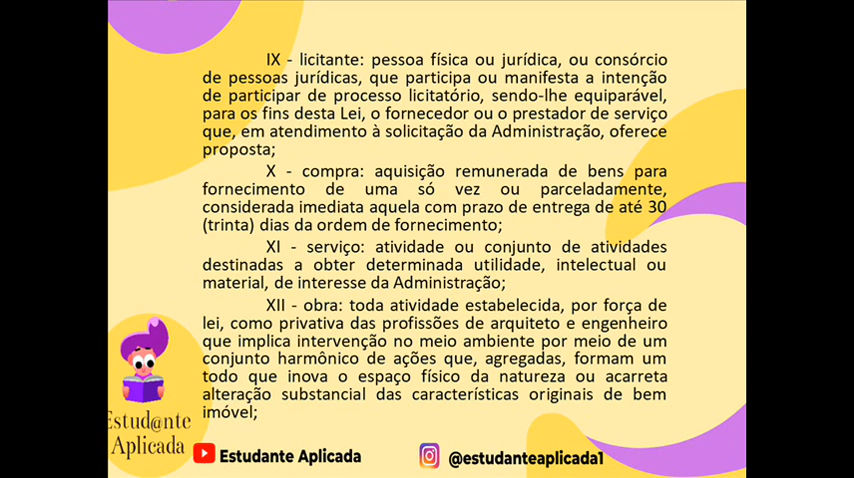 IX - licitante: pessoa física ou jurídica, ou consórcio
de pessoas jurídicas, que participa ou manifesta a intenção
de participar de processo licitatório, sendo-lhe equiparável,
para os fins desta Lei, o fornecedor ou o prestador de serviço
que, em atendimento à solicitação da Administração, oferece
proposta;
X - compra: aquisição remunerada de bens para
fornecimento de uma só vez ou parceladamente,
considerada imediata aquela com prazo de entrega de até 30
(trinta) dias da ordem de fornecimento;
XI - serviço: atividade ou conjunto de atividades
destinadas a obter determinada utilidade, intelectual ou
material, de interesse da Administração;
XII - obra: toda atividade estabelecida, por força de
lei, como privativa das profissões de arquiteto e engenheiro
que implica intervenção no meio ambiente por meio de um
conjunto harmônico de ações que, agregadas, formam um
todo que inova o espaço físico da natureza ou acarreta
alteração substancial das características originais de bem
imóvel;
Estud@nte
Aplicada
Estudante Aplicada
@estudanteaplicada1